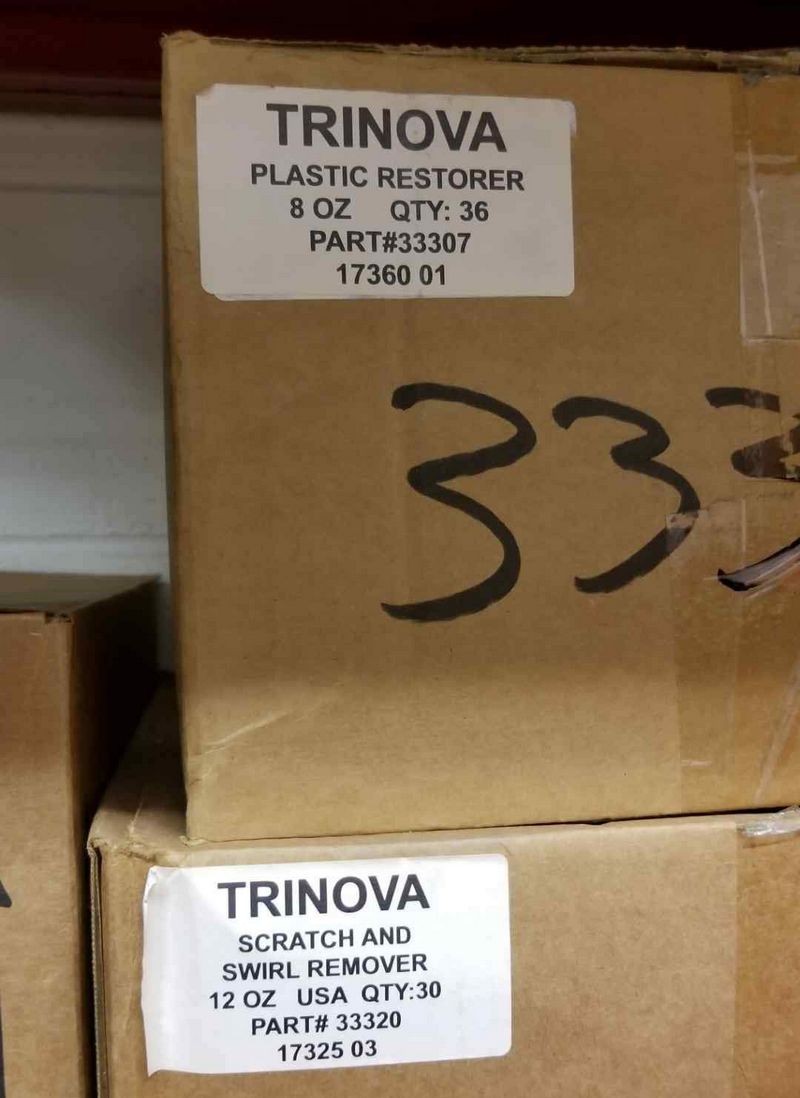 TRINOVA
PLASTIC RESTORER
8 OZ QTY: 36
PART#33307
17360 01
333
TRINOVA
SCRATCH AND
SWIRL REMOVER
12 OZ USA QTY:30
PART# 33320
17325 03